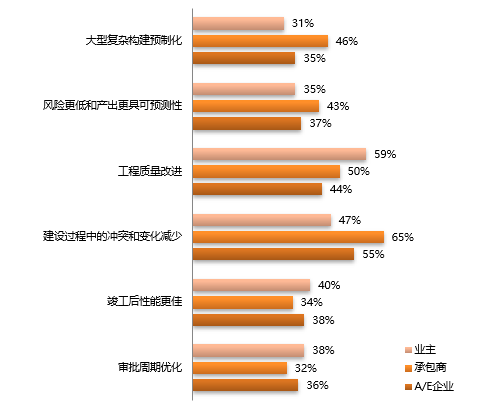 大型复杂构建预制化
31%
46%
35%
风险更低和产出更具可预测性
35%
43%
37%
工程质量改进
59%
50%
44%
建设过程中的冲突和变化减少
47%
65%
55%
竣工后性能更佳
40%
34%
38%
审批周期优化
38%
32%
36%
业主
承包商
A/E企业